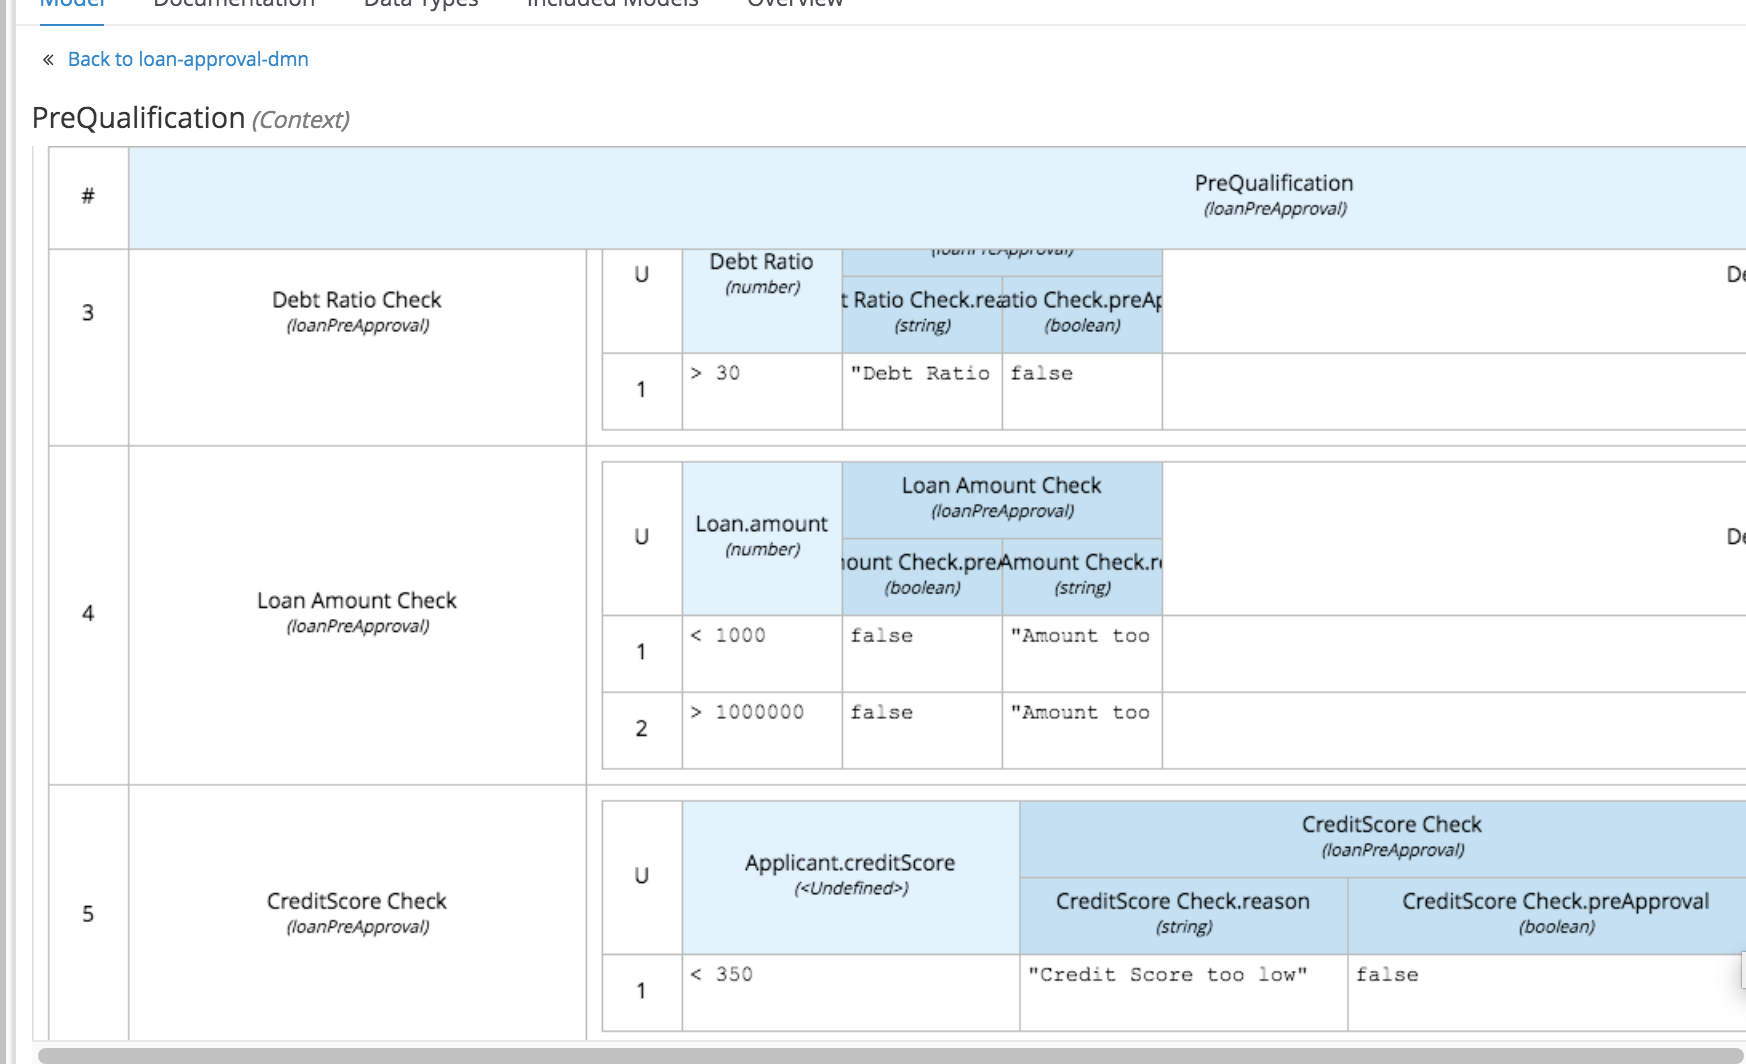 Model Documentation Data Types Included Models Overview
« Back to loan-approval-dmn
PreQualification (Context)
#
PreQualification
(loanPreApproval)
3
Debt Ratio Check
(loanPreApproval)
U
Debt Ratio
(number)
(loanPreApproval)
t Ratio Check.rea
(string)
atio Check.preAp
(boolean)
1
> 30
"Debt Ratio
false
De
4
Loan Amount Check
(loanPreApproval)
U
Loan.amount
(number)
Loan Amount Check
(loanPreApproval)
ount Check.preA
(boolean)
Amount Check.r
(string)
De
1
< 1000
false
"Amount too
2
> 1000000
false
"Amount too
5
CreditScore Check
(loanPreApproval)
U
Applicant.creditScore
(<Undefined>)
CreditScore Check
(loanPreApproval)
CreditScore Check.reason
(string)
CreditScore Check.preApproval
(boolean)
1
< 350
"Credit Score too low"
false